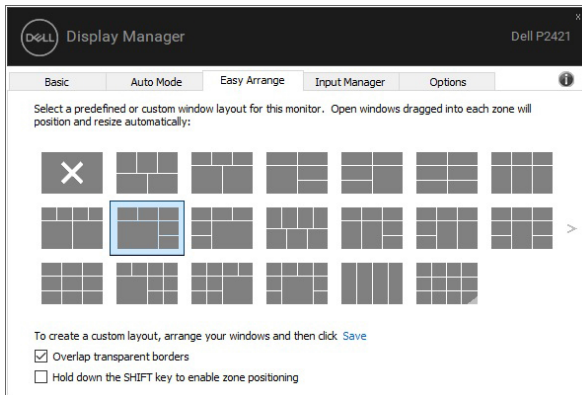 DELL Display Manager
Dell P2421
Basic Auto Mode Easy Arrange Input Manager Options
Select a predefined or custom window layout for this monitor. Open windows dragged into each zone will
position and resize automatically:
To create a custom layout, arrange your windows and then click Save
Overlap transparent borders
Hold down the SHIFT key to enable zone positioning